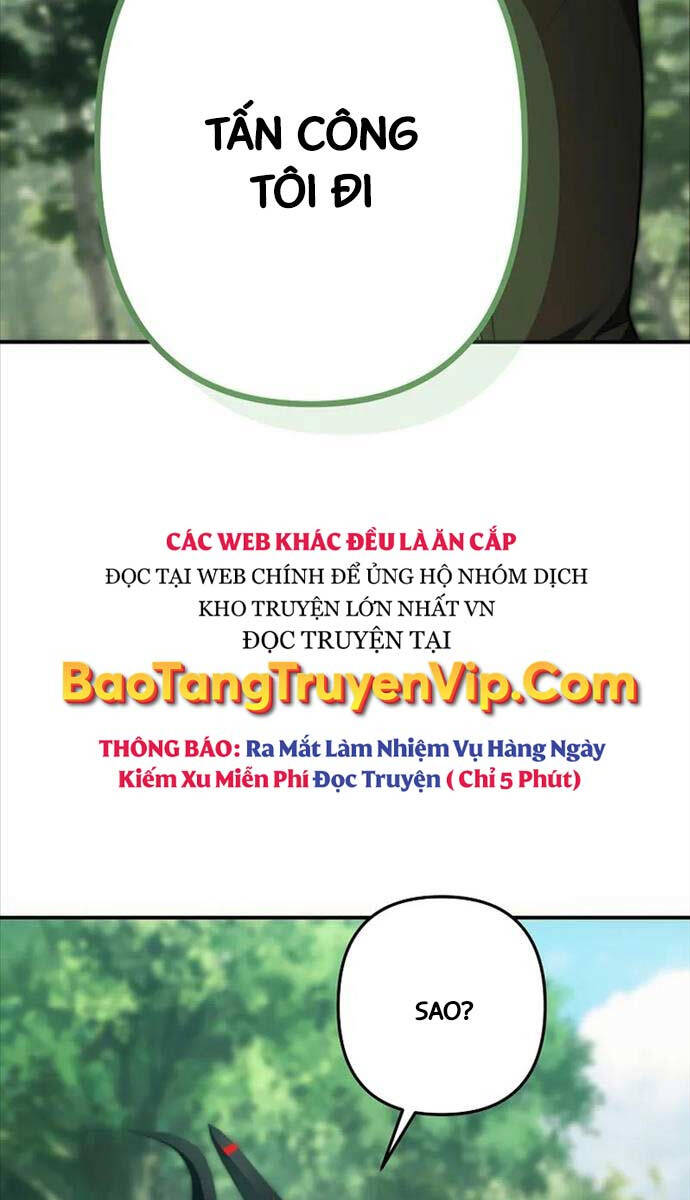 TẤN CÔNG
TÔI ĐI
CÁC WEB KHÁC ĐỀU LÀ ĂN CẮP
ĐỌC TẠI WEB CHÍNH ĐỂ ỦNG HỘ NHÓM DỊCH
KHO TRUYỆN LỚN NHẤT VN
ĐỌC TRUYỆN TẠI
BaoTangTruyenVip.Com
THÔNG BÁO: Ra Mắt Làm Nhiệm Vụ Hàng Ngày
Kiếm Xu Miễn Phí Đọc Truyện ( Chỉ 5 Phút)
SAO?